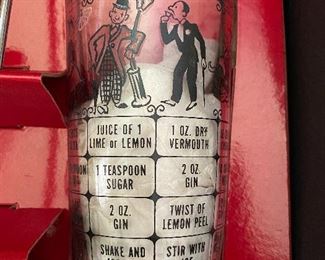 JUICE OF 1
LIME OR LEMON
1 TEASPOON
SUGAR
2 OZ.
GIN
SHAKE AND
1 OZ. DRY
VERMOUTH
2 OZ.
GIN
TWIST OF
LEMON PEEL
STIR WITH